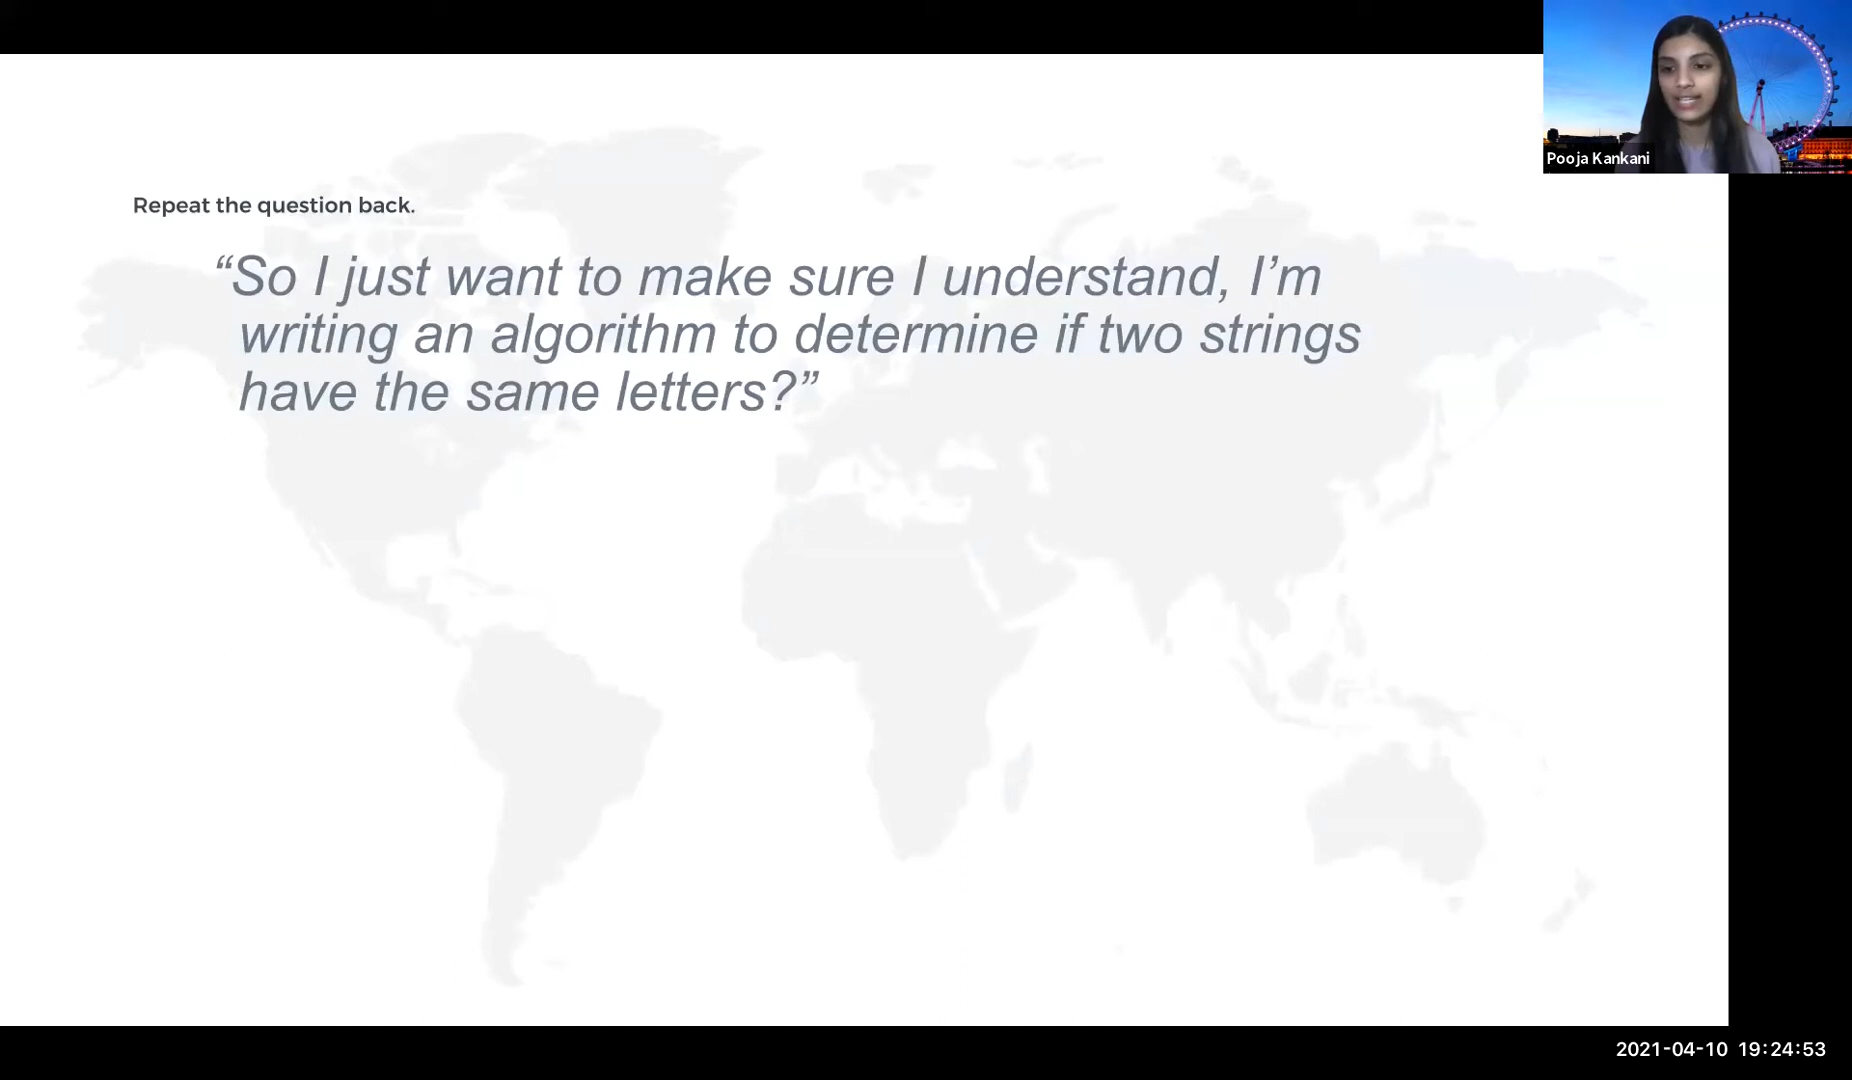 Pooja Kankani
Repeat the question back.
“So I just want to make sure I understand, I’m
writing an algorithm to determine if two strings
have the same letters?”
2021-04-10 19:24:53